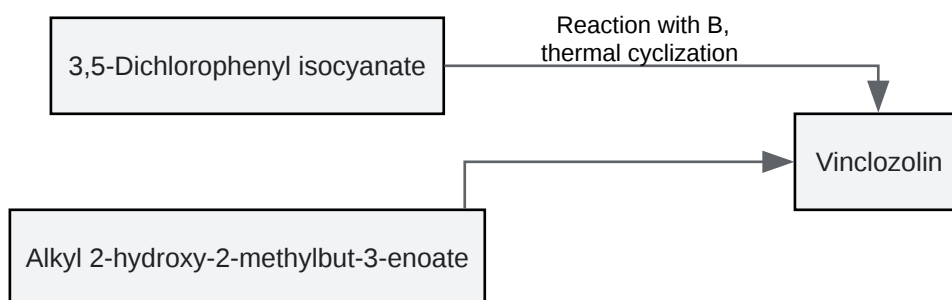 Reaction with B,
thermal cyclization
3,5-Dichlorophenyl isocyanate
Vinclozolin
Alkyl 2-hydroxy-2-methylbut-3-enoate